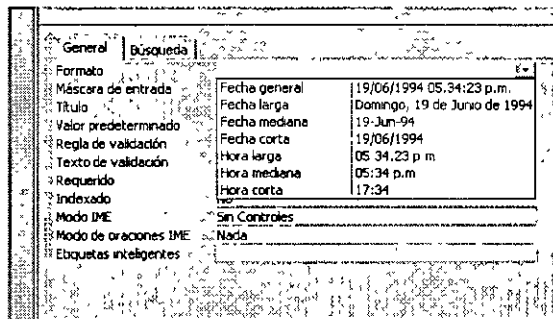 General Búsqueda
Formato
Máscara de entrada Fecha general 19/06/1994 05.34:23 p.m.
Título Fecha larga Domingo, 19 de Junio de 1994
Valor predeterminado Fecha mediana 19-Jun-94
Regla de validación Fecha corta 19/06/1994
Texto de validación Hora larga 05 34.23 p m
Requerido Hora mediana 05:34 p.m
Indexado Hora corta 17:34
Modo IME Sin Controles
Modo de oraciones IME Nada
Etiquetas inteligentes